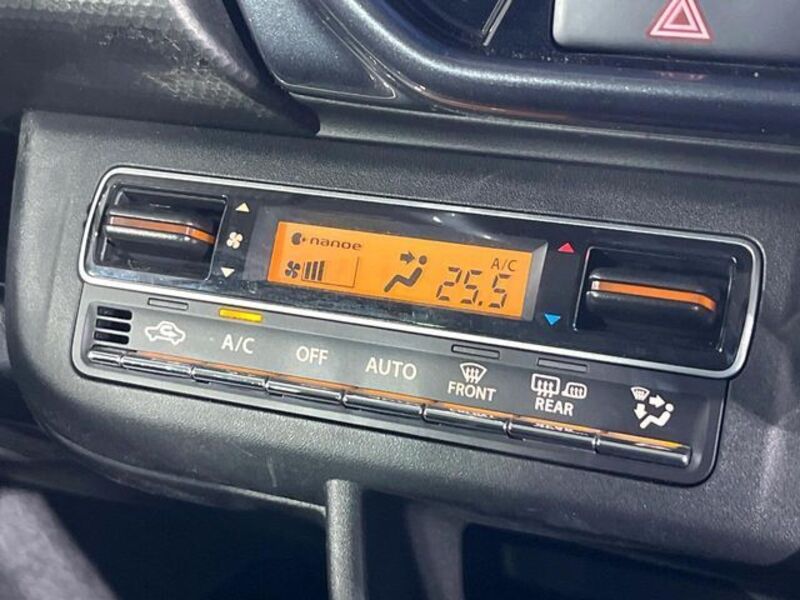 nanoe
A/C
25.5
A/C
OFF
AUTO
FRONT
REAR